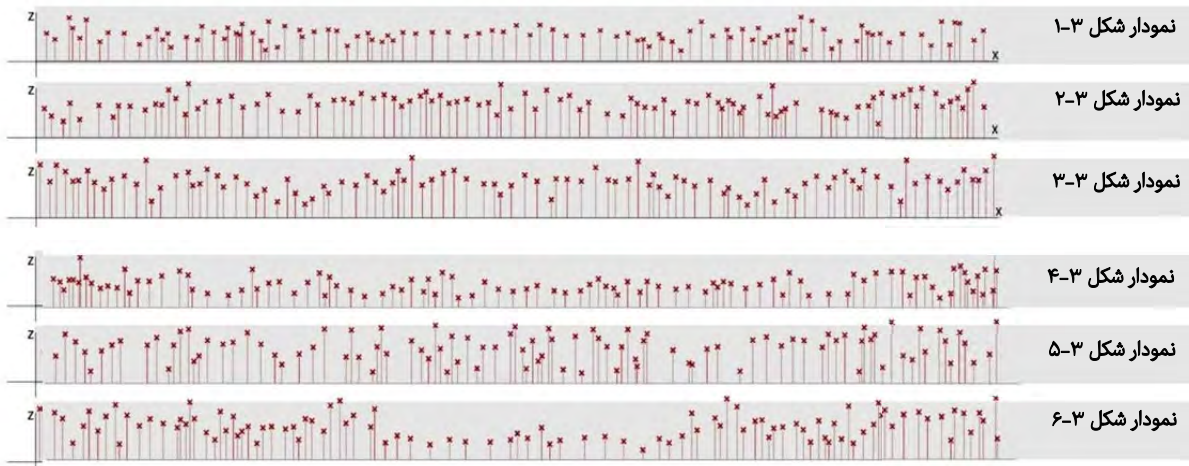 Z
X
نمودار شکل ۳-۱
Z
X
نمودار شکل ۳-۲
Z
X
نمودار شکل ۳-۳
Z
نمودار شکل ۳-۴
Z
نمودار شکل ۳-۵
Z
نمودار شکل ۳-۶